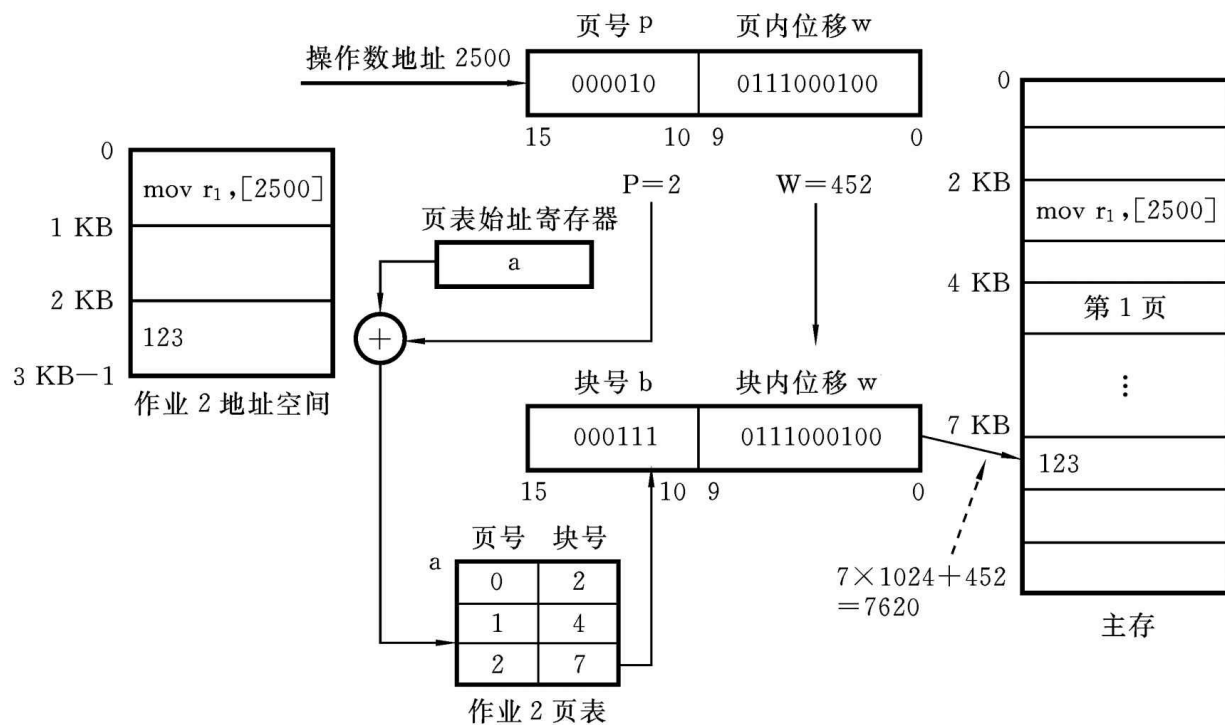 页号 p  页内位移 w
操作数地址 2500
000010  0111000100
15  10  9  0
0
mov r₁,[2500]
1 KB
2 KB
123
3 KB−1
作业 2 地址空间
P=2  W=452
页表始址寄存器
a
+
块号 b  块内位移 w
000111  0111000100
15  10  9  0
页号  块号
a
0  2
1  4
2  7
作业 2 页表
0
2 KB
mov r₁,[2500]
4 KB
第 1 页
⋮
7 KB
123
7×1024+452
=7620
主存